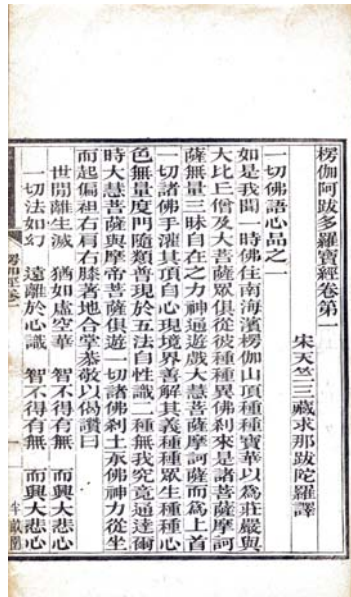 楞伽阿跋多羅寶經卷第一
宋天竺三藏求那跋陀羅譯
一切佛語心品之一
如是我聞一時佛住南海濱楞伽山頂種種寶華以為莊嚴與
大比丘僧及大菩薩眾俱從彼種種異佛剎來是諸菩薩摩訶
薩無量三昧自在之力神通遊戲大慧菩薩摩訶薩而為上首
一切諸佛手灌其頂自心現境界善解其義種種眾生種種心
色無量度門隨類普現於五法自性識二種無我究竟通達爾
時大慧菩薩與摩帝菩薩俱遊一切諸佛剎土承佛神力從坐
而起偏袒右肩右膝著地合掌恭敬以偈讚曰
世間離生滅 猶如虛空華 智不得有無 而興大悲心
一切法如幻 遠離於心識 智不得有無 而興大悲心